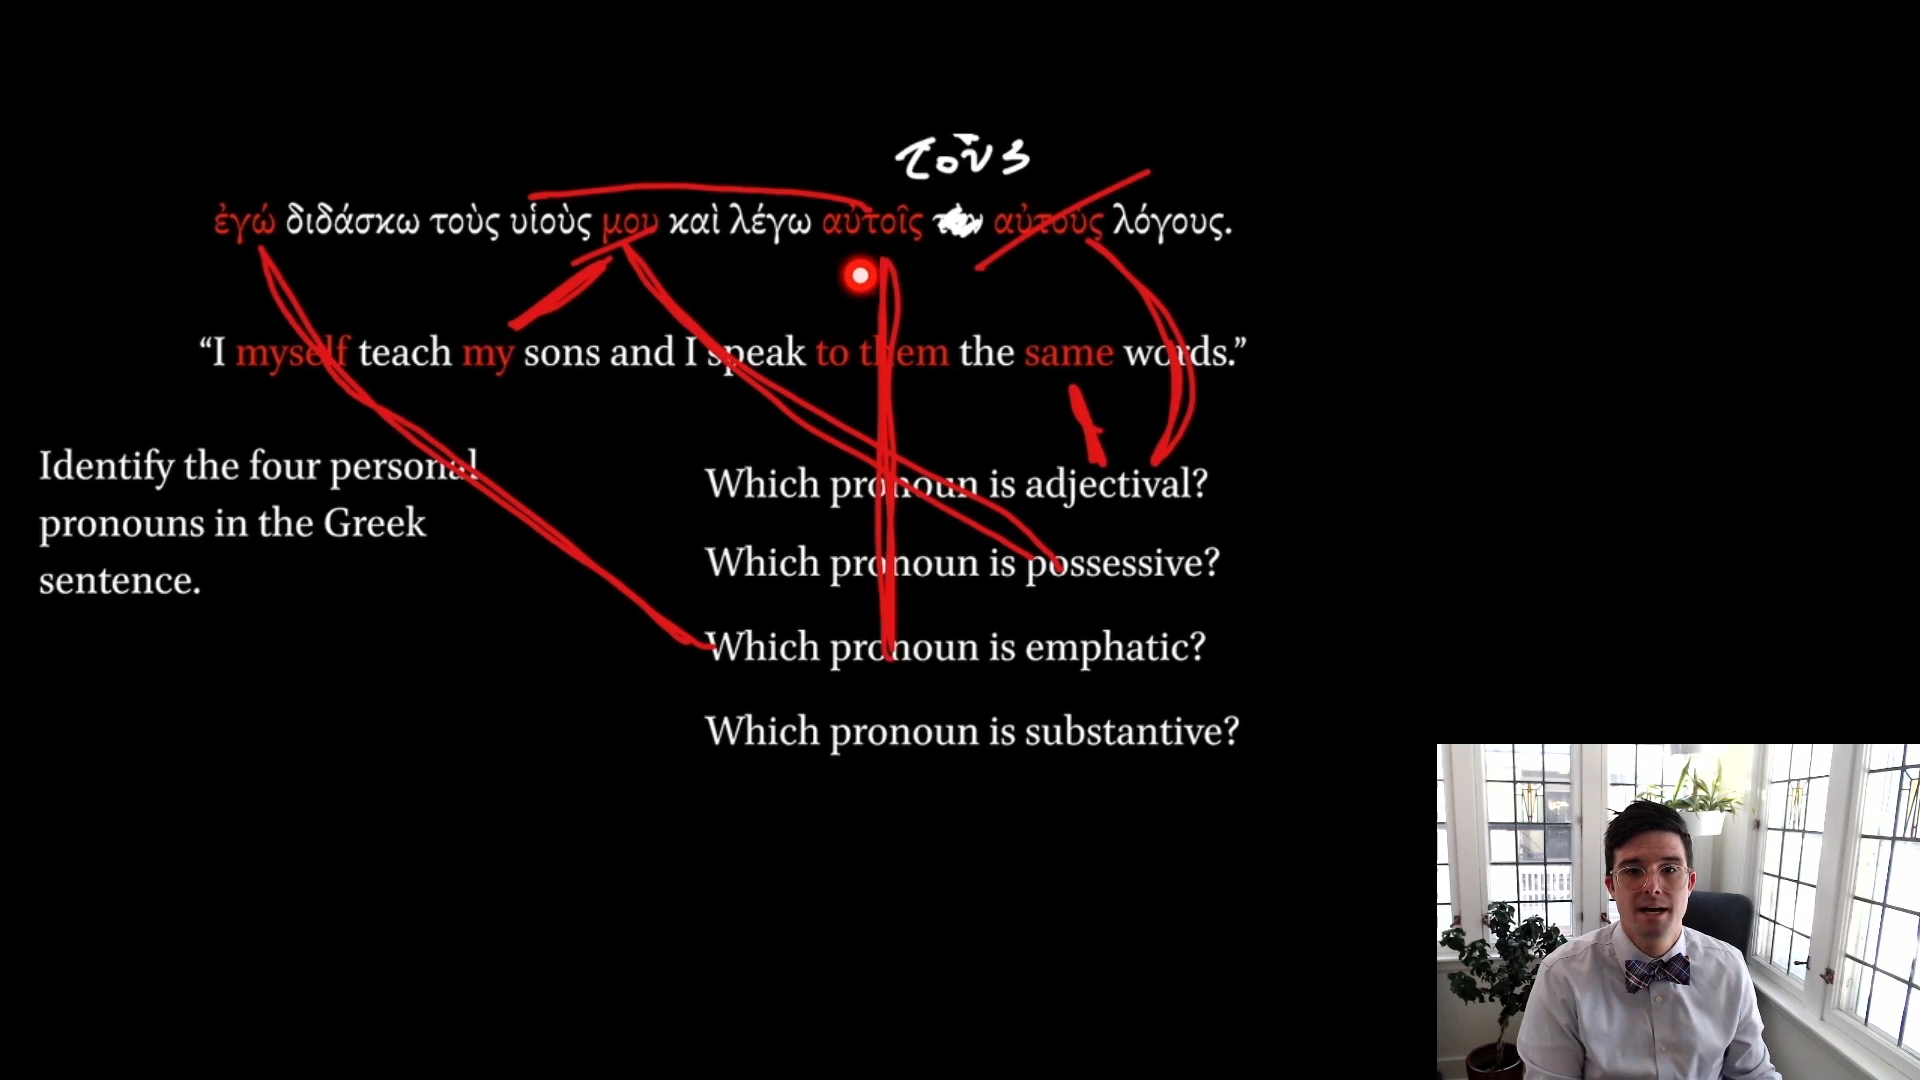 τοὺς
ἐγώ διδάσκω τοὺς υἱοὺς μου καὶ λέγω αὐτοῖς αὐτοὺς λόγους.
“I myself teach my sons and I speak to them the same words.”
Identify the four personal
pronouns in the Greek
sentence.
Which pronoun is adjectival?
Which pronoun is possessive?
Which pronoun is emphatic?
Which pronoun is substantive?